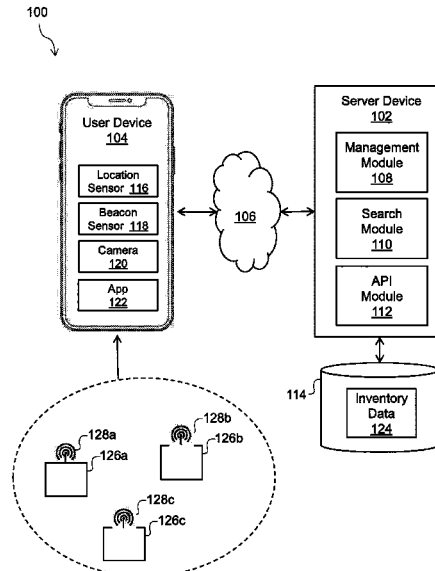 100
User Device
104
Location
Sensor 116
Beacon
Sensor 118
Camera
120
App
122
106
Server Device
102
Management
Module
108
Search
Module
110
API
Module
112
114
Inventory
Data
124
128a
126a
128b
126b
128c
126c